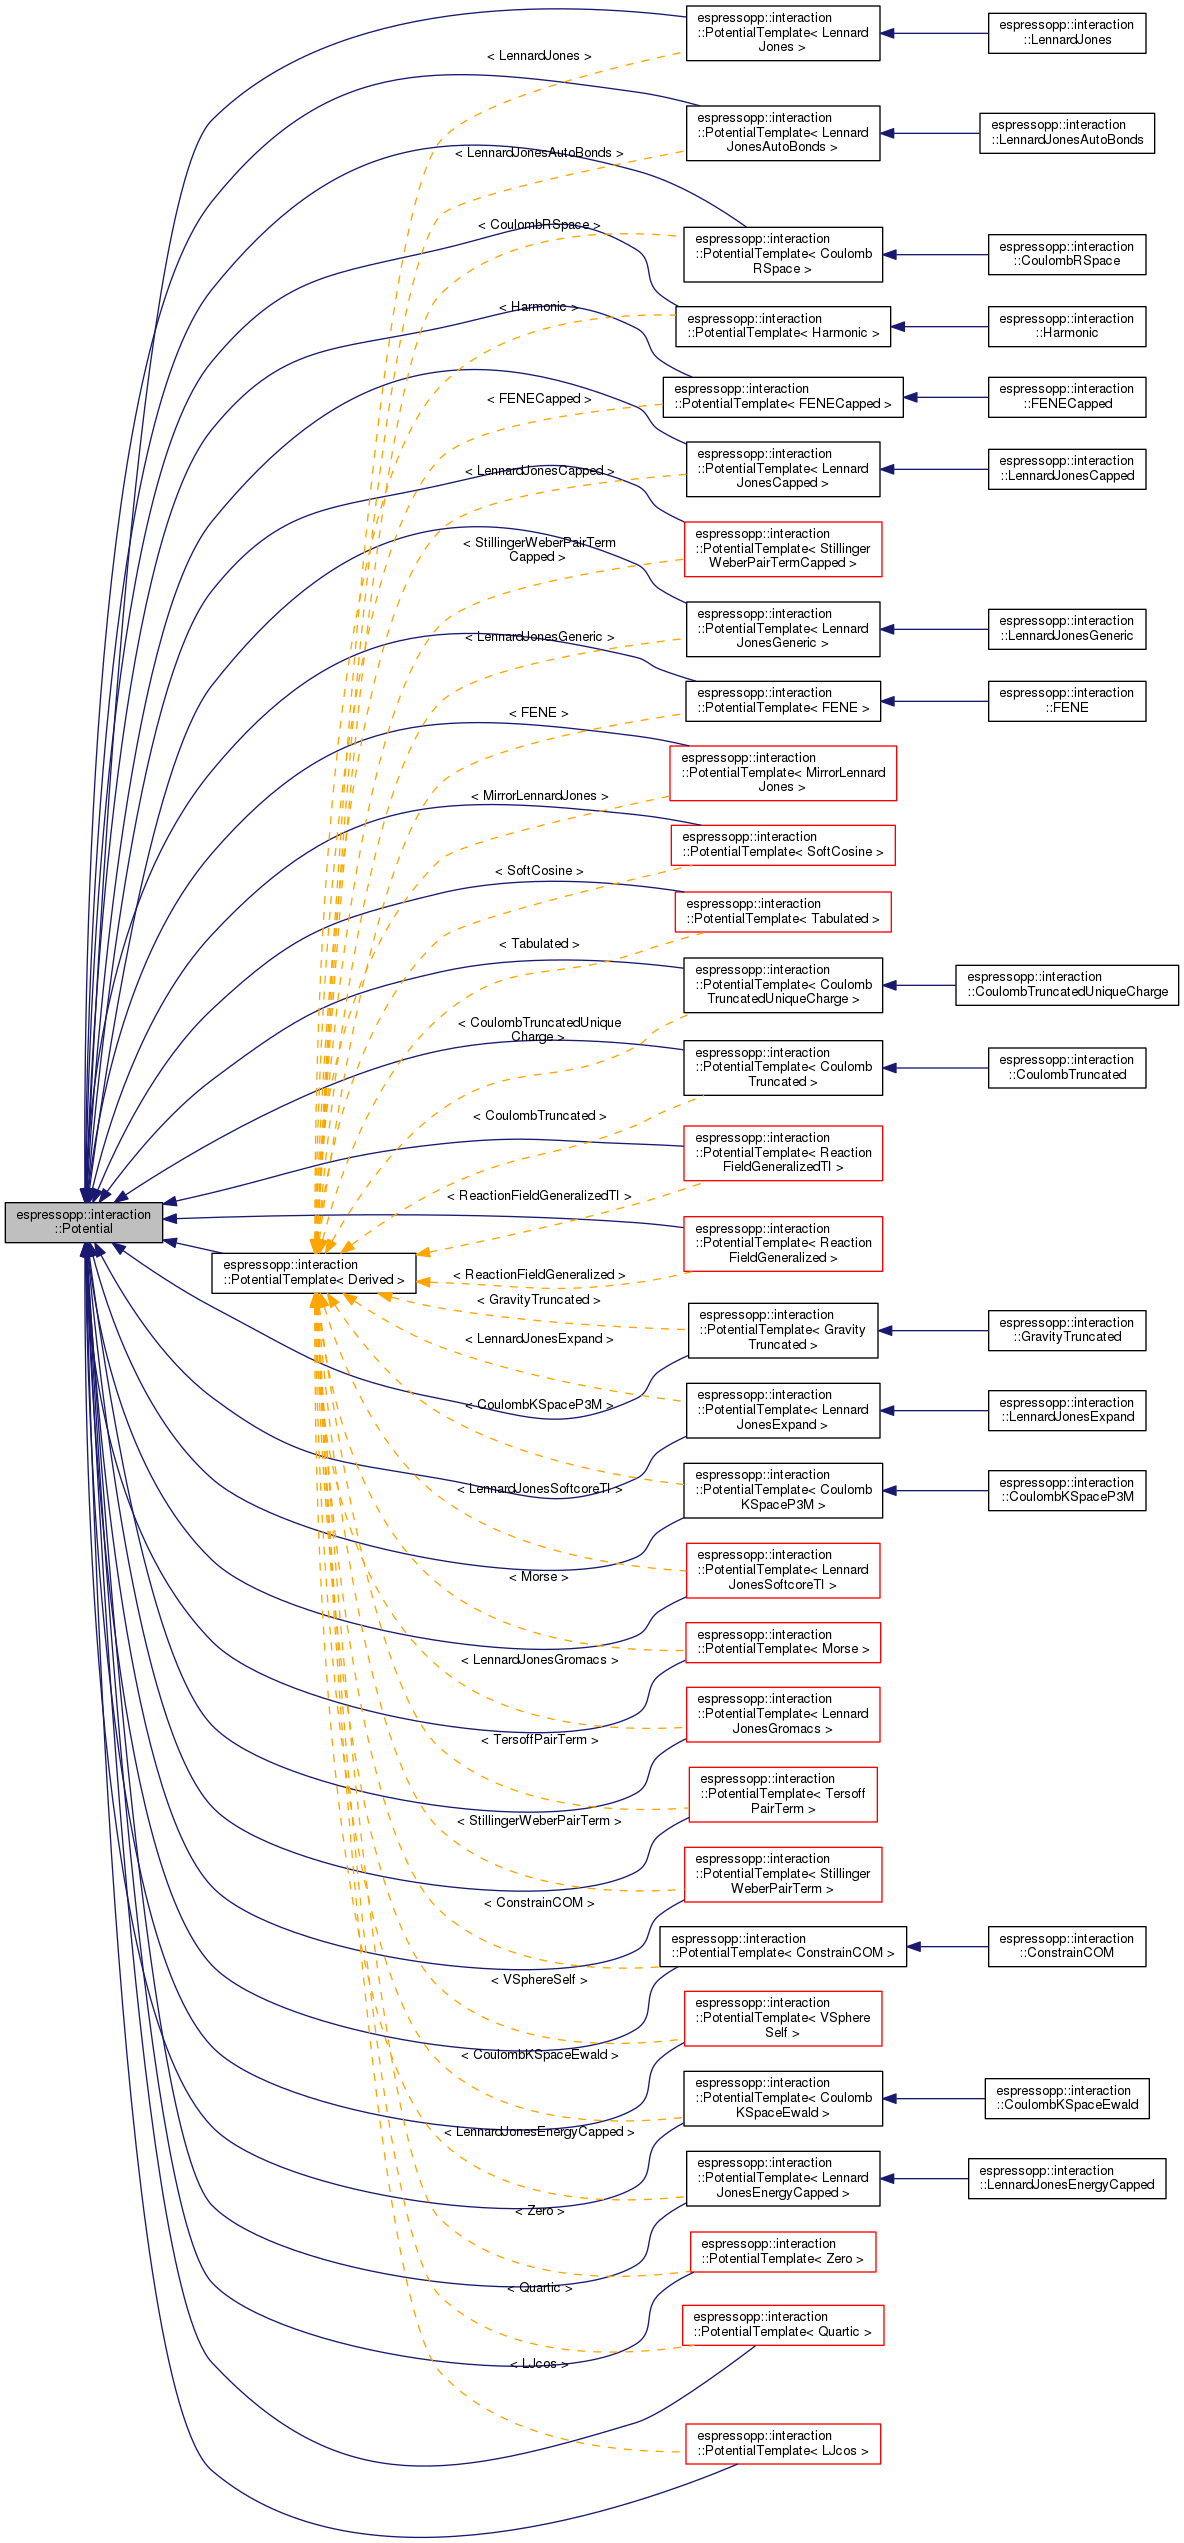 espressopp::interaction
::PotentialTemplate< Lennard
Jones >
espressopp::interaction
::LennardJones
< LennardJones >
espressopp::interaction
::PotentialTemplate< Lennard
JonesAutoBonds >
espressopp::interaction
::LennardJonesAutoBonds
< LennardJonesAutoBonds >
< CoulombRSpace >
espressopp::interaction
::PotentialTemplate< Coulomb
RSpace >
espressopp::interaction
::CoulombRSpace
< Harmonic >
espressopp::interaction
::PotentialTemplate< Harmonic >
espressopp::interaction
::Harmonic
espressopp::interaction
::PotentialTemplate< FENECapped >
espressopp::interaction
::FENECapped
< FENECapped >
espressopp::interaction
::PotentialTemplate< Lennard
JonesCapped >
espressopp::interaction
::LennardJonesCapped
< LennardJonesCapped >
espressopp::interaction
::PotentialTemplate< Stillinger
WeberPairTermCapped >
< StillingerWeberPairTerm
Capped >
espressopp::interaction
::PotentialTemplate< Lennard
JonesGeneric >
espressopp::interaction
::LennardJonesGeneric
< LennardJonesGeneric >
espressopp::interaction
::PotentialTemplate< FENE >
espressopp::interaction
::FENE
< FENE >
espressopp::interaction
::PotentialTemplate< MirrorLennard
Jones >
< MirrorLennardJones >
espressopp::interaction
::PotentialTemplate< SoftCosine >
< SoftCosine >
espressopp::interaction
::PotentialTemplate< Tabulated >
< Tabulated >
espressopp::interaction
::PotentialTemplate< Coulomb
TruncatedUniqueCharge >
espressopp::interaction
::CoulombTruncatedUniqueCharge
< CoulombTruncatedUnique
Charge >
espressopp::interaction
::PotentialTemplate< Coulomb
Truncated >
espressopp::interaction
::CoulombTruncated
< CoulombTruncated >
espressopp::interaction
::PotentialTemplate< Reaction
FieldGeneralizedTI >
< ReactionFieldGeneralizedTI >
espressopp::interaction
::Potential
espressopp::interaction
::PotentialTemplate< Reaction
FieldGeneralized >
espressopp::interaction
::PotentialTemplate< Derived >
< ReactionFieldGeneralized >
< GravityTruncated >
espressopp::interaction
::PotentialTemplate< Gravity
Truncated >
espressopp::interaction
::GravityTruncated
< LennardJonesExpand >
espressopp::interaction
::PotentialTemplate< Lennard
JonesExpand >
espressopp::interaction
::LennardJonesExpand
< CoulombKSpaceP3M >
espressopp::interaction
::PotentialTemplate< Coulomb
KSpaceP3M >
espressopp::interaction
::CoulombKSpaceP3M
< LennardJonesSoftcoreTI >
espressopp::interaction
::PotentialTemplate< Lennard
JonesSoftcoreTI >
< Morse >
espressopp::interaction
::PotentialTemplate< Morse >
< LennardJonesGromacs >
espressopp::interaction
::PotentialTemplate< Lennard
JonesGromacs >
< TersoffPairTerm >
espressopp::interaction
::PotentialTemplate< Tersoff
PairTerm >
< StillingerWeberPairTerm >
espressopp::interaction
::PotentialTemplate< Stillinger
WeberPairTerm >
< ConstrainCOM >
espressopp::interaction
::PotentialTemplate< ConstrainCOM >
espressopp::interaction
::ConstrainCOM
< VSphereSelf >
espressopp::interaction
::PotentialTemplate< VSphere
Self >
< CoulombKSpaceEwald >
espressopp::interaction
::PotentialTemplate< Coulomb
KSpaceEwald >
espressopp::interaction
::CoulombKSpaceEwald
< LennardJonesEnergyCapped >
espressopp::interaction
::PotentialTemplate< Lennard
JonesEnergyCapped >
espressopp::interaction
::LennardJonesEnergyCapped
< Zero >
espressopp::interaction
::PotentialTemplate< Zero >
< Quartic >
espressopp::interaction
::PotentialTemplate< Quartic >
< LJcos >
espressopp::interaction
::PotentialTemplate< LJcos >